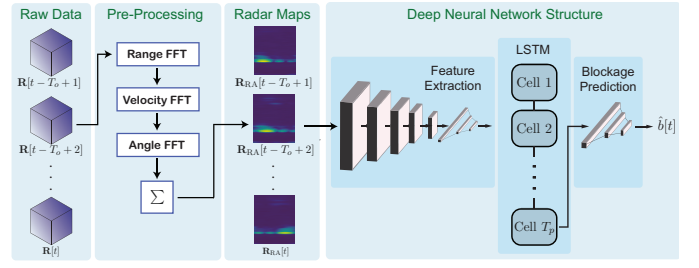 Raw Data
R[t − T_o + 1]
R[t − T_o + 2]
R[t]
Pre-Processing
Range FFT
Velocity FFT
Angle FFT
Σ
Radar Maps
R_RA[t − T_o + 1]
R_RA[t − T_o + 2]
R_RA[t]
Deep Neural Network Structure
Feature
Extraction
LSTM
Cell 1
Cell 2
Cell T_p
Blockage
Prediction
b̂[t]